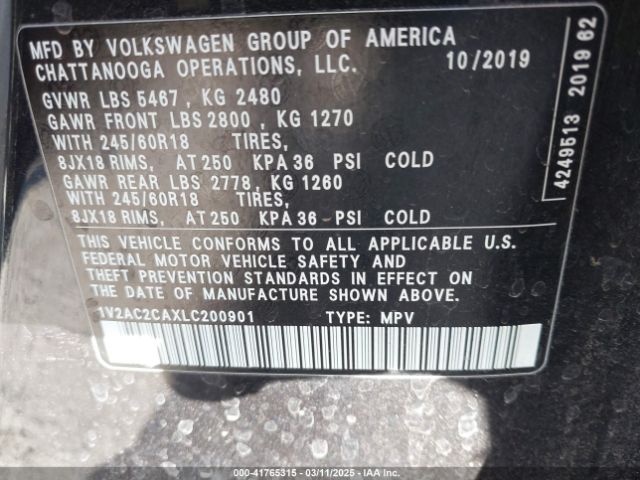 MFD BY VOLKSWAGEN GROUP OF AMERICA
CHATTANOOGA OPERATIONS, LLC. 10/2019
GVWR LBS 5467, KG 2480
GAWR FRONT LBS 2800, KG 1270
WITH 245/60R18 TIRES,
8JX18 RIMS, AT 250 KPA 36 PSI COLD
GAWR REAR LBS 2778, KG 1260
WITH 245/60R18 TIRES,
8JX18 RIMS, AT 250 KPA 36 PSI COLD
THIS VEHICLE CONFORMS TO ALL APPLICABLE U.S.
FEDERAL MOTOR VEHICLE SAFETY AND
THEFT PREVENTION STANDARDS IN EFFECT ON
THE DATE OF MANUFACTURE SHOWN ABOVE.
1V2AC2CAXLC200901 TYPE: MPV
4249513 2019 62
000-41765315 - 03/11/2025 - IAA Inc.